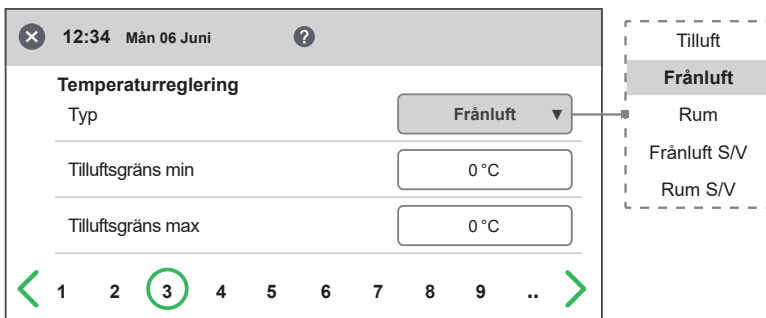 12:34 Mån 06 Juni ?
Temperaturreglering
Typ Frånluft ▼
Tilluftsgräns min 0 °C
Tilluftsgräns max 0 °C
1 2 3 4 5 6 7 8 9 ..
Tilluft
Frånluft
Rum
Frånluft S/V
Rum S/V